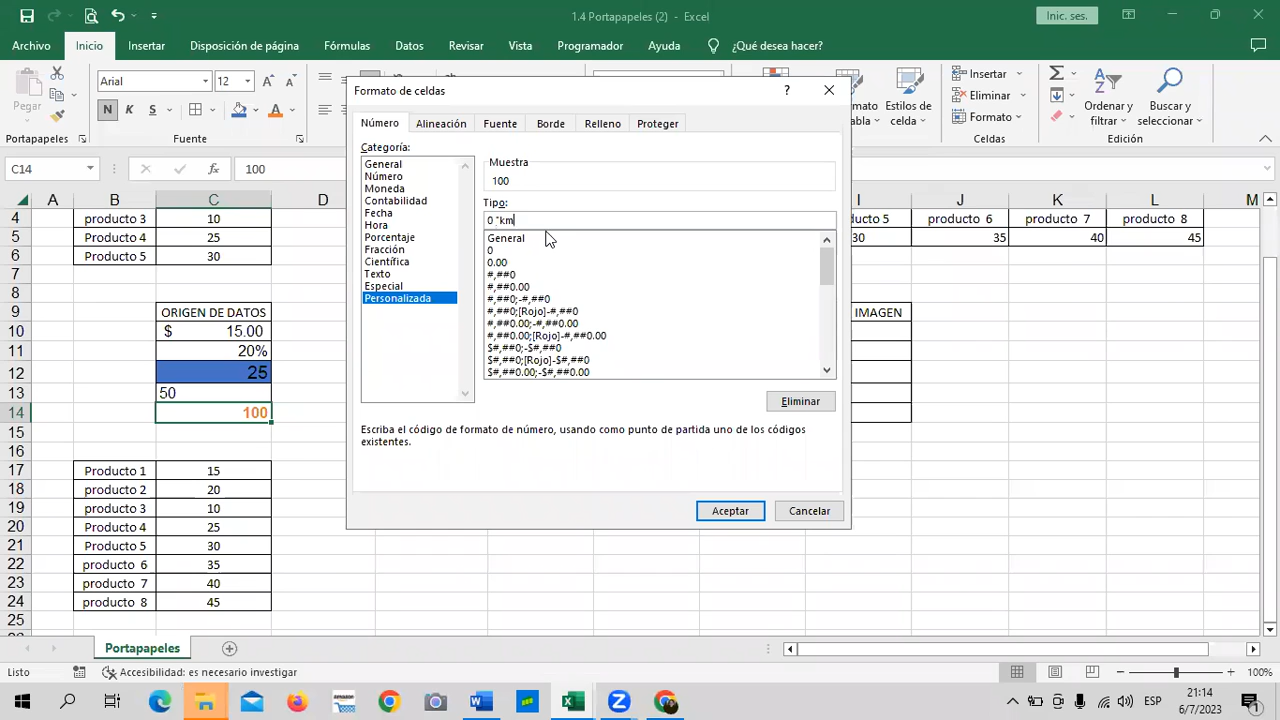 1.4 Portapapeles (2) - Excel
Inic. ses.
Archivo Inicio Insertar Disposición de página Fórmulas Datos Revisar Vista Programador Ayuda ¿Qué desea hacer?
Pegar
Arial 12
N K S
Portapapeles Fuente
Estilos de celda
Insertar
Eliminar
Formato
Celdas
Ordenar y filtrar
Buscar y seleccionar
Edición
C14 100
Formato de celdas
Número Alineación Fuente Borde Relleno Proteger
Categoría:
General
Número
Moneda
Contabilidad
Fecha
Hora
Porcentaje
Fracción
Científica
Texto
Especial
Personalizada
Muestra
100
Tipo:
0 "km
General
0
0.00
#,##0
#,##0.00
#,##0;-#,##0
#,##0;[Rojo]-#,##0
#,##0.00;-#,##0.00
#,##0.00;[Rojo]-#,##0.00
$#,##0;-$#,##0
$#,##0;[Rojo]-$#,##0
$#,##0.00;-$#,##0.00
Eliminar
Escriba el código de formato de número, usando como punto de partida uno de los códigos
existentes.
Aceptar Cancelar
A B C D I J K L M
4 producto 3 10 producto 6 producto 7 producto 8
5 Producto 4 25 30 35 40 45
6 Producto 5 30
7
8
9 ORIGEN DE DATOS IMAGEN
10 $ 15.00
11 20%
12 25
13 50
14 100
15
16
17 Producto 1 15
18 producto 2 20
19 producto 3 10
20 Producto 4 25
21 Producto 5 30
22 producto 6 35
23 producto 7 40
24 producto 8 45
25
Portapapeles
Listo Accesibilidad: es necesario investigar 100%
ESP 21:14
6/7/2023